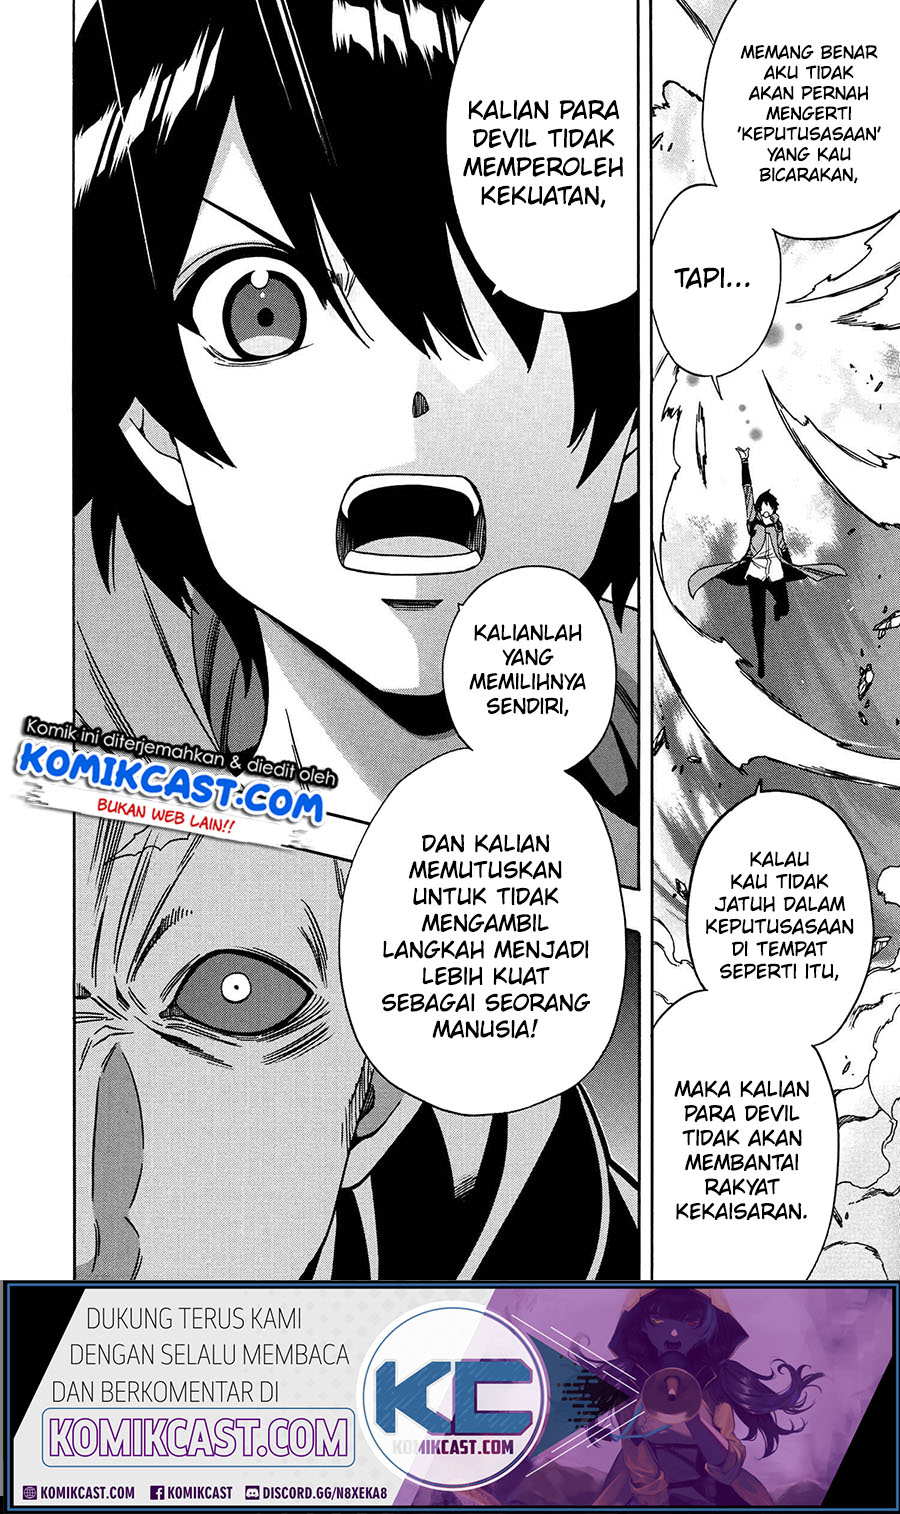 MEMANG BENAR
AKU TIDAK
AKAN PERNAH
MENGERTI
'KEPUTUSASAAN'
YANG KAU
BICARAKAN,
TAPI...
KALAU
KAU TIDAK
JATUH DALAM
KEPUTUSASAAN
DI TEMPAT
SEPERTI ITU,
MAKA KALIAN
PARA DEVIL
TIDAK AKAN
MEMBANTAI
RAKYAT
KEKAISARAN.
KALIAN PARA
DEVIL TIDAK
MEMPEROLEH
KEKUATAN,
KALIANLAH
YANG
MEMILIHNYA
SENDIRI,
DAN KALIAN
MEMUTUSKAN
UNTUK TIDAK
MENGAMBIL
LANGKAH MENJADI
LEBIH KUAT
SEBAGAI SEORANG
MANUSIA!
Komik ini diterjemahkan & diedit oleh
KOMIKCAST.COM
BUKAN WEB LAIN!!
DUKUNG TERUS KAMI
DENGAN SELALU MEMBACA
DAN BERKOMENTAR DI
KOMIKCAST.COM
KC
KOMIKCAST.COM
KOMIKCAST.COM KOMIKCAST DISCORD.GG/N8XEKA8